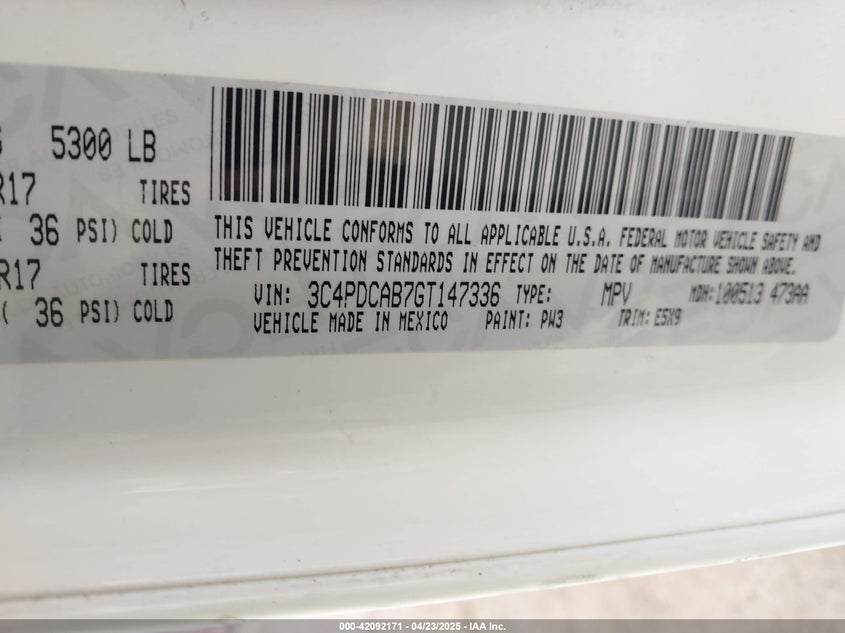 5300 LB
R17 TIRES
36 PSI) COLD
R17 TIRES
( 36 PSI) COLD
THIS VEHICLE CONFORMS TO ALL APPLICABLE U.S.A. FEDERAL MOTOR VEHICLE SAFETY AND
THEFT PREVENTION STANDARDS IN EFFECT ON THE DATE OF MANUFACTURE SHOWN ABOVE.
VIN: 3C4PDCAB7GT147336 TYPE: MPV MDH:100513 473AA
VEHICLE MADE IN MEXICO PAINT: PW3 TRIM: E5X9
000-42092171 - 04/23/2025 - IAA Inc.